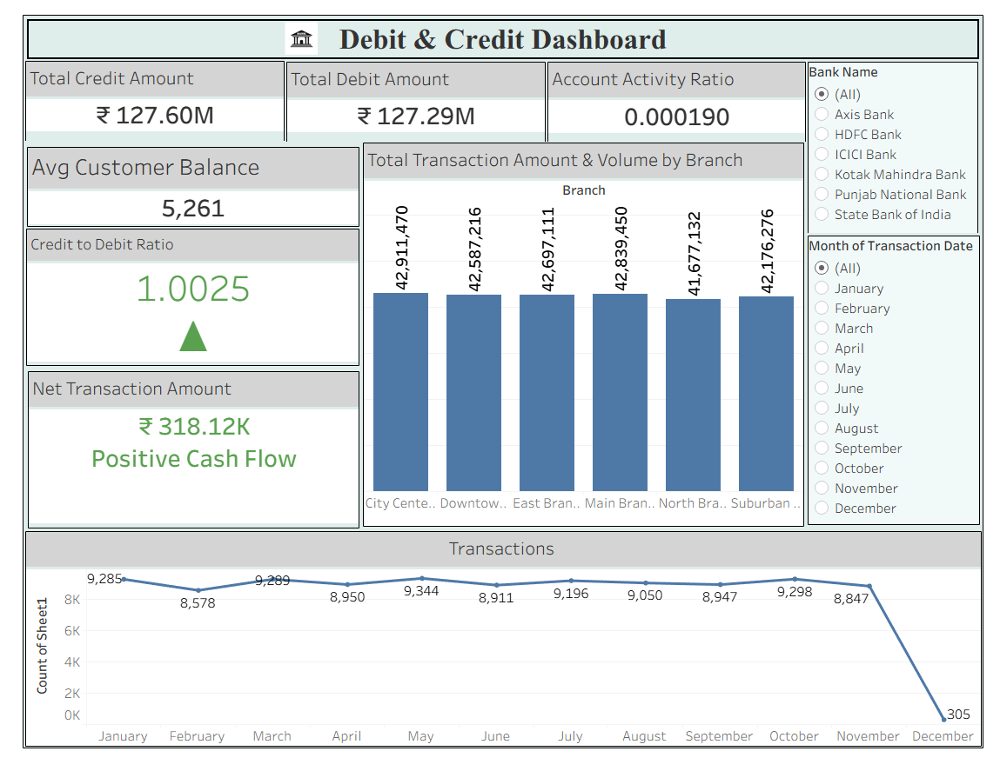 Debit & Credit Dashboard
Total Credit Amount
₹ 127.60M
Total Debit Amount
₹ 127.29M
Account Activity Ratio
0.000190
Bank Name
(All)
Axis Bank
HDFC Bank
ICICI Bank
Kotak Mahindra Bank
Punjab National Bank
State Bank of India
Avg Customer Balance
5,261
Credit to Debit Ratio
1.0025
Net Transaction Amount
₹ 318.12K
Positive Cash Flow
Total Transaction Amount & Volume by Branch
Branch
42,911,470
42,587,216
42,697,111
42,839,450
41,677,132
42,176,276
City Cente.. Downtow.. East Bran.. Main Bran.. North Bra.. Suburban ..
Month of Transaction Date
(All)
January
February
March
April
May
June
July
August
September
October
November
December
Transactions
Count of Sheet1
8K
6K
4K
2K
0K
9,285
8,578
9,289
8,950
9,344
8,911
9,196
9,050
8,947
9,298
8,847
305
January February March April May June July August September October November December